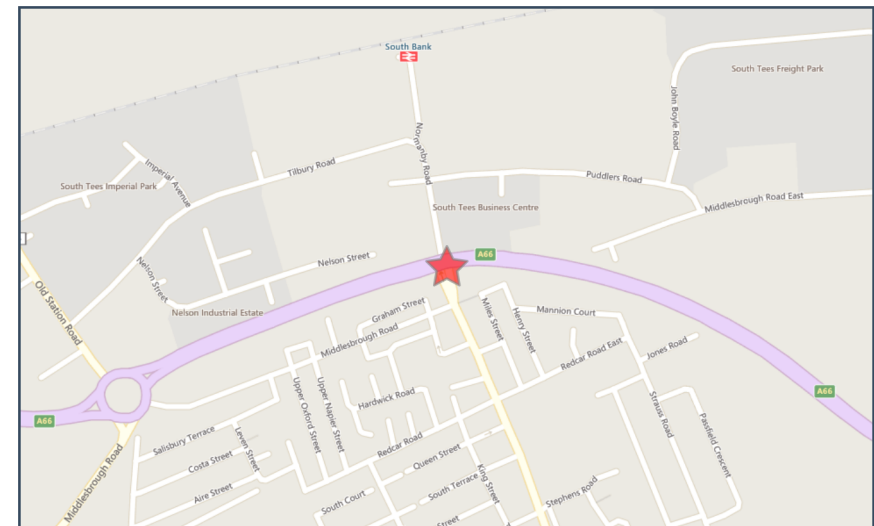 South Bank
South Tees Freight Park
John Boyle Road
Normanby Road
Tilbury Road
Imperial Avenue
South Tees Imperial Park
Puddlers Road
South Tees Business Centre
Middlesbrough Road East
A66
Nelson Street
Nelson Street
Old Station Road
Nelson Industrial Estate
Graham Street
Miles Street
Henry Street
Mannion Court
Middlesbrough Road
Redcar Road East
Jones Road
A66
Upper Oxford Street
Upper Napier Street
Hardwick Road
Strauss Road
Passfield Crescent
A66
Salisbury Terrace
Leven Street
Redcar Road
Costa Street
Queen Street
Middlesbrough Road
King Street
South Terrace
Aire Street
South Court
Stephens Road
Street